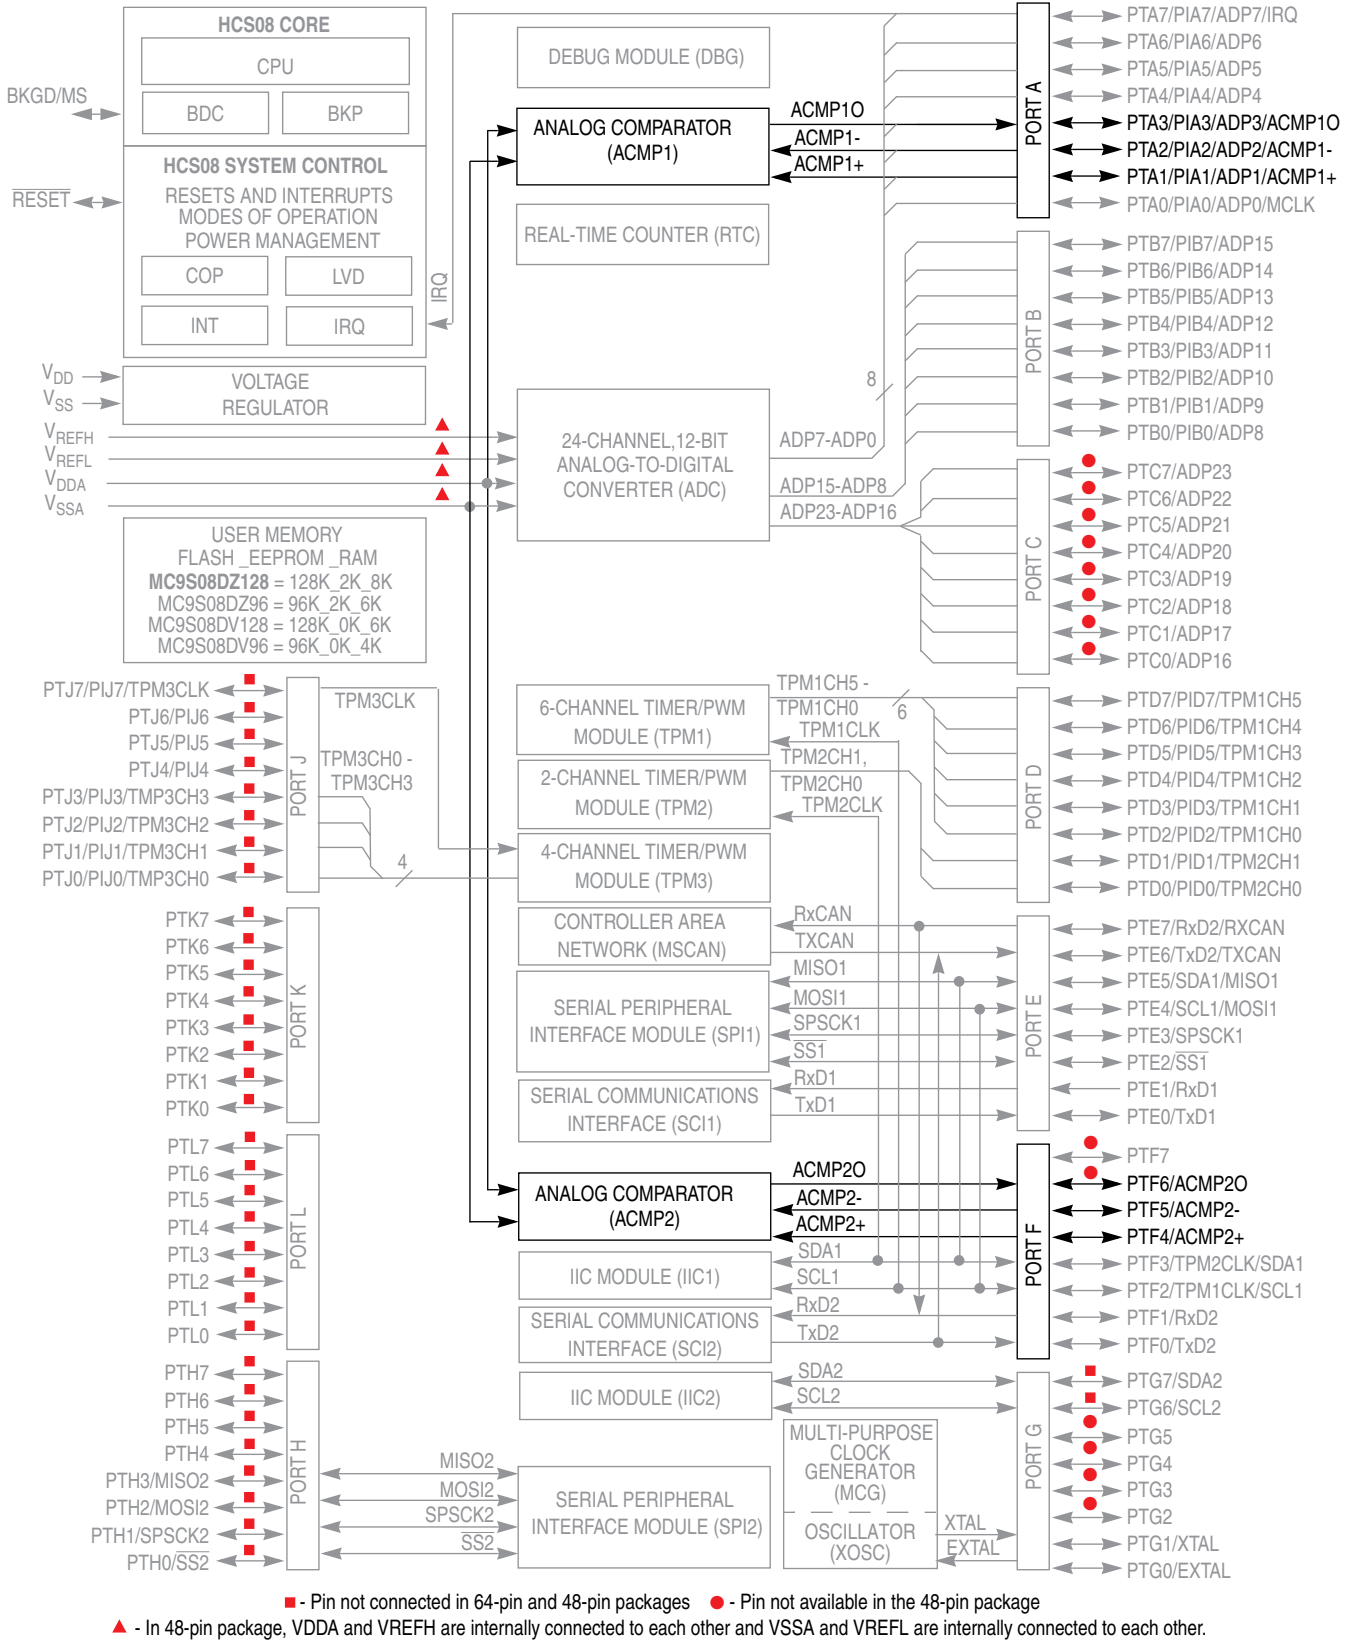 HCS08 CORE
CPU
BDC
BKP
BKGD/MS
HCS08 SYSTEM CONTROL
RESETS AND INTERRUPTS
MODES OF OPERATION
POWER MANAGEMENT
COP
LVD
INT
IRQ
RESET
IRQ
VDD
VSS
VOLTAGE
REGULATOR
VREFH
VREFL
VDDA
VSSA
USER MEMORY
FLASH _EEPROM _RAM
MC9S08DZ128 = 128K_2K_8K
MC9S08DZ96 = 96K_2K_6K
MC9S08DV128 = 128K_0K_6K
MC9S08DV96 = 96K_0K_4K
PTJ7/PIJ7/TPM3CLK
PTJ6/PIJ6
PTJ5/PIJ5
PTJ4/PIJ4
PTJ3/PIJ3/TMP3CH3
PTJ2/PIJ2/TPM3CH2
PTJ1/PIJ1/TPM3CH1
PTJ0/PIJ0/TMP3CH0
PORT J
TPM3CLK
TPM3CH0 -
TPM3CH3
4
PTK7
PTK6
PTK5
PTK4
PTK3
PTK2
PTK1
PTK0
PORT K
PTL7
PTL6
PTL5
PTL4
PTL3
PTL2
PTL1
PTL0
PORT L
PTH7
PTH6
PTH5
PTH4
PTH3/MISO2
PTH2/MOSI2
PTH1/SPSCK2
PTH0/SS2
PORT H
MISO2
MOSI2
SPSCK2
SS2
DEBUG MODULE (DBG)
ANALOG COMPARATOR
(ACMP1)
ACMP1O
ACMP1-
ACMP1+
REAL-TIME COUNTER (RTC)
24-CHANNEL,12-BIT
ANALOG-TO-DIGITAL
CONVERTER (ADC)
8
ADP7-ADP0
ADP15-ADP8
ADP23-ADP16
6-CHANNEL TIMER/PWM
MODULE (TPM1)
TPM1CH5 -
TPM1CH0
6
TPM1CLK
2-CHANNEL TIMER/PWM
MODULE (TPM2)
TPM2CH1,
TPM2CH0
TPM2CLK
4-CHANNEL TIMER/PWM
MODULE (TPM3)
CONTROLLER AREA
NETWORK (MSCAN)
RxCAN
TXCAN
SERIAL PERIPHERAL
INTERFACE MODULE (SPI1)
MISO1
MOSI1
SPSCK1
SS1
SERIAL COMMUNICATIONS
INTERFACE (SCI1)
RxD1
TxD1
ANALOG COMPARATOR
(ACMP2)
ACMP2O
ACMP2-
ACMP2+
IIC MODULE (IIC1)
SDA1
SCL1
SERIAL COMMUNICATIONS
INTERFACE (SCI2)
RxD2
TxD2
IIC MODULE (IIC2)
SDA2
SCL2
MULTI-PURPOSE
CLOCK
GENERATOR
(MCG)
OSCILLATOR
(XOSC)
XTAL
EXTAL
SERIAL PERIPHERAL
INTERFACE MODULE (SPI2)
PORT A
PTA7/PIA7/ADP7/IRQ
PTA6/PIA6/ADP6
PTA5/PIA5/ADP5
PTA4/PIA4/ADP4
PTA3/PIA3/ADP3/ACMP1O
PTA2/PIA2/ADP2/ACMP1-
PTA1/PIA1/ADP1/ACMP1+
PTA0/PIA0/ADP0/MCLK
PORT B
PTB7/PIB7/ADP15
PTB6/PIB6/ADP14
PTB5/PIB5/ADP13
PTB4/PIB4/ADP12
PTB3/PIB3/ADP11
PTB2/PIB2/ADP10
PTB1/PIB1/ADP9
PTB0/PIB0/ADP8
PORT C
PTC7/ADP23
PTC6/ADP22
PTC5/ADP21
PTC4/ADP20
PTC3/ADP19
PTC2/ADP18
PTC1/ADP17
PTC0/ADP16
PORT D
PTD7/PID7/TPM1CH5
PTD6/PID6/TPM1CH4
PTD5/PID5/TPM1CH3
PTD4/PID4/TPM1CH2
PTD3/PID3/TPM1CH1
PTD2/PID2/TPM1CH0
PTD1/PID1/TPM2CH1
PTD0/PID0/TPM2CH0
PORT E
PTE7/RxD2/RXCAN
PTE6/TxD2/TXCAN
PTE5/SDA1/MISO1
PTE4/SCL1/MOSI1
PTE3/SPSCK1
PTE2/SS1
PTE1/RxD1
PTE0/TxD1
PORT F
PTF7
PTF6/ACMP2O
PTF5/ACMP2-
PTF4/ACMP2+
PTF3/TPM2CLK/SDA1
PTF2/TPM1CLK/SCL1
PTF1/RxD2
PTF0/TxD2
PORT G
PTG7/SDA2
PTG6/SCL2
PTG5
PTG4
PTG3
PTG2
PTG1/XTAL
PTG0/EXTAL
- Pin not connected in 64-pin and 48-pin packages
- Pin not available in the 48-pin package
- In 48-pin package, VDDA and VREFH are internally connected to each other and VSSA and VREFL are internally connected to each other.